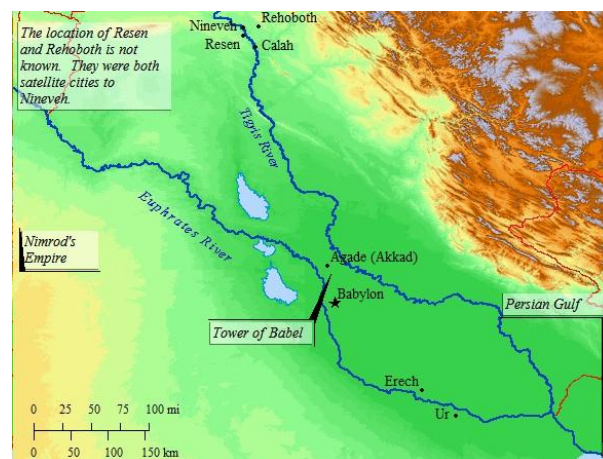 The location of Resen
and Rehoboth is not
known. They were both
satellite cities to
Nineveh.
Nineveh
Rehoboth
Resen
Calah
Tigris River
Euphrates River
Nimrod's
Empire
Agade (Akkad)
Babylon
Persian Gulf
Tower of Babel
Erech
Ur
0 25 50 75 100 mi
0 50 100 150 km